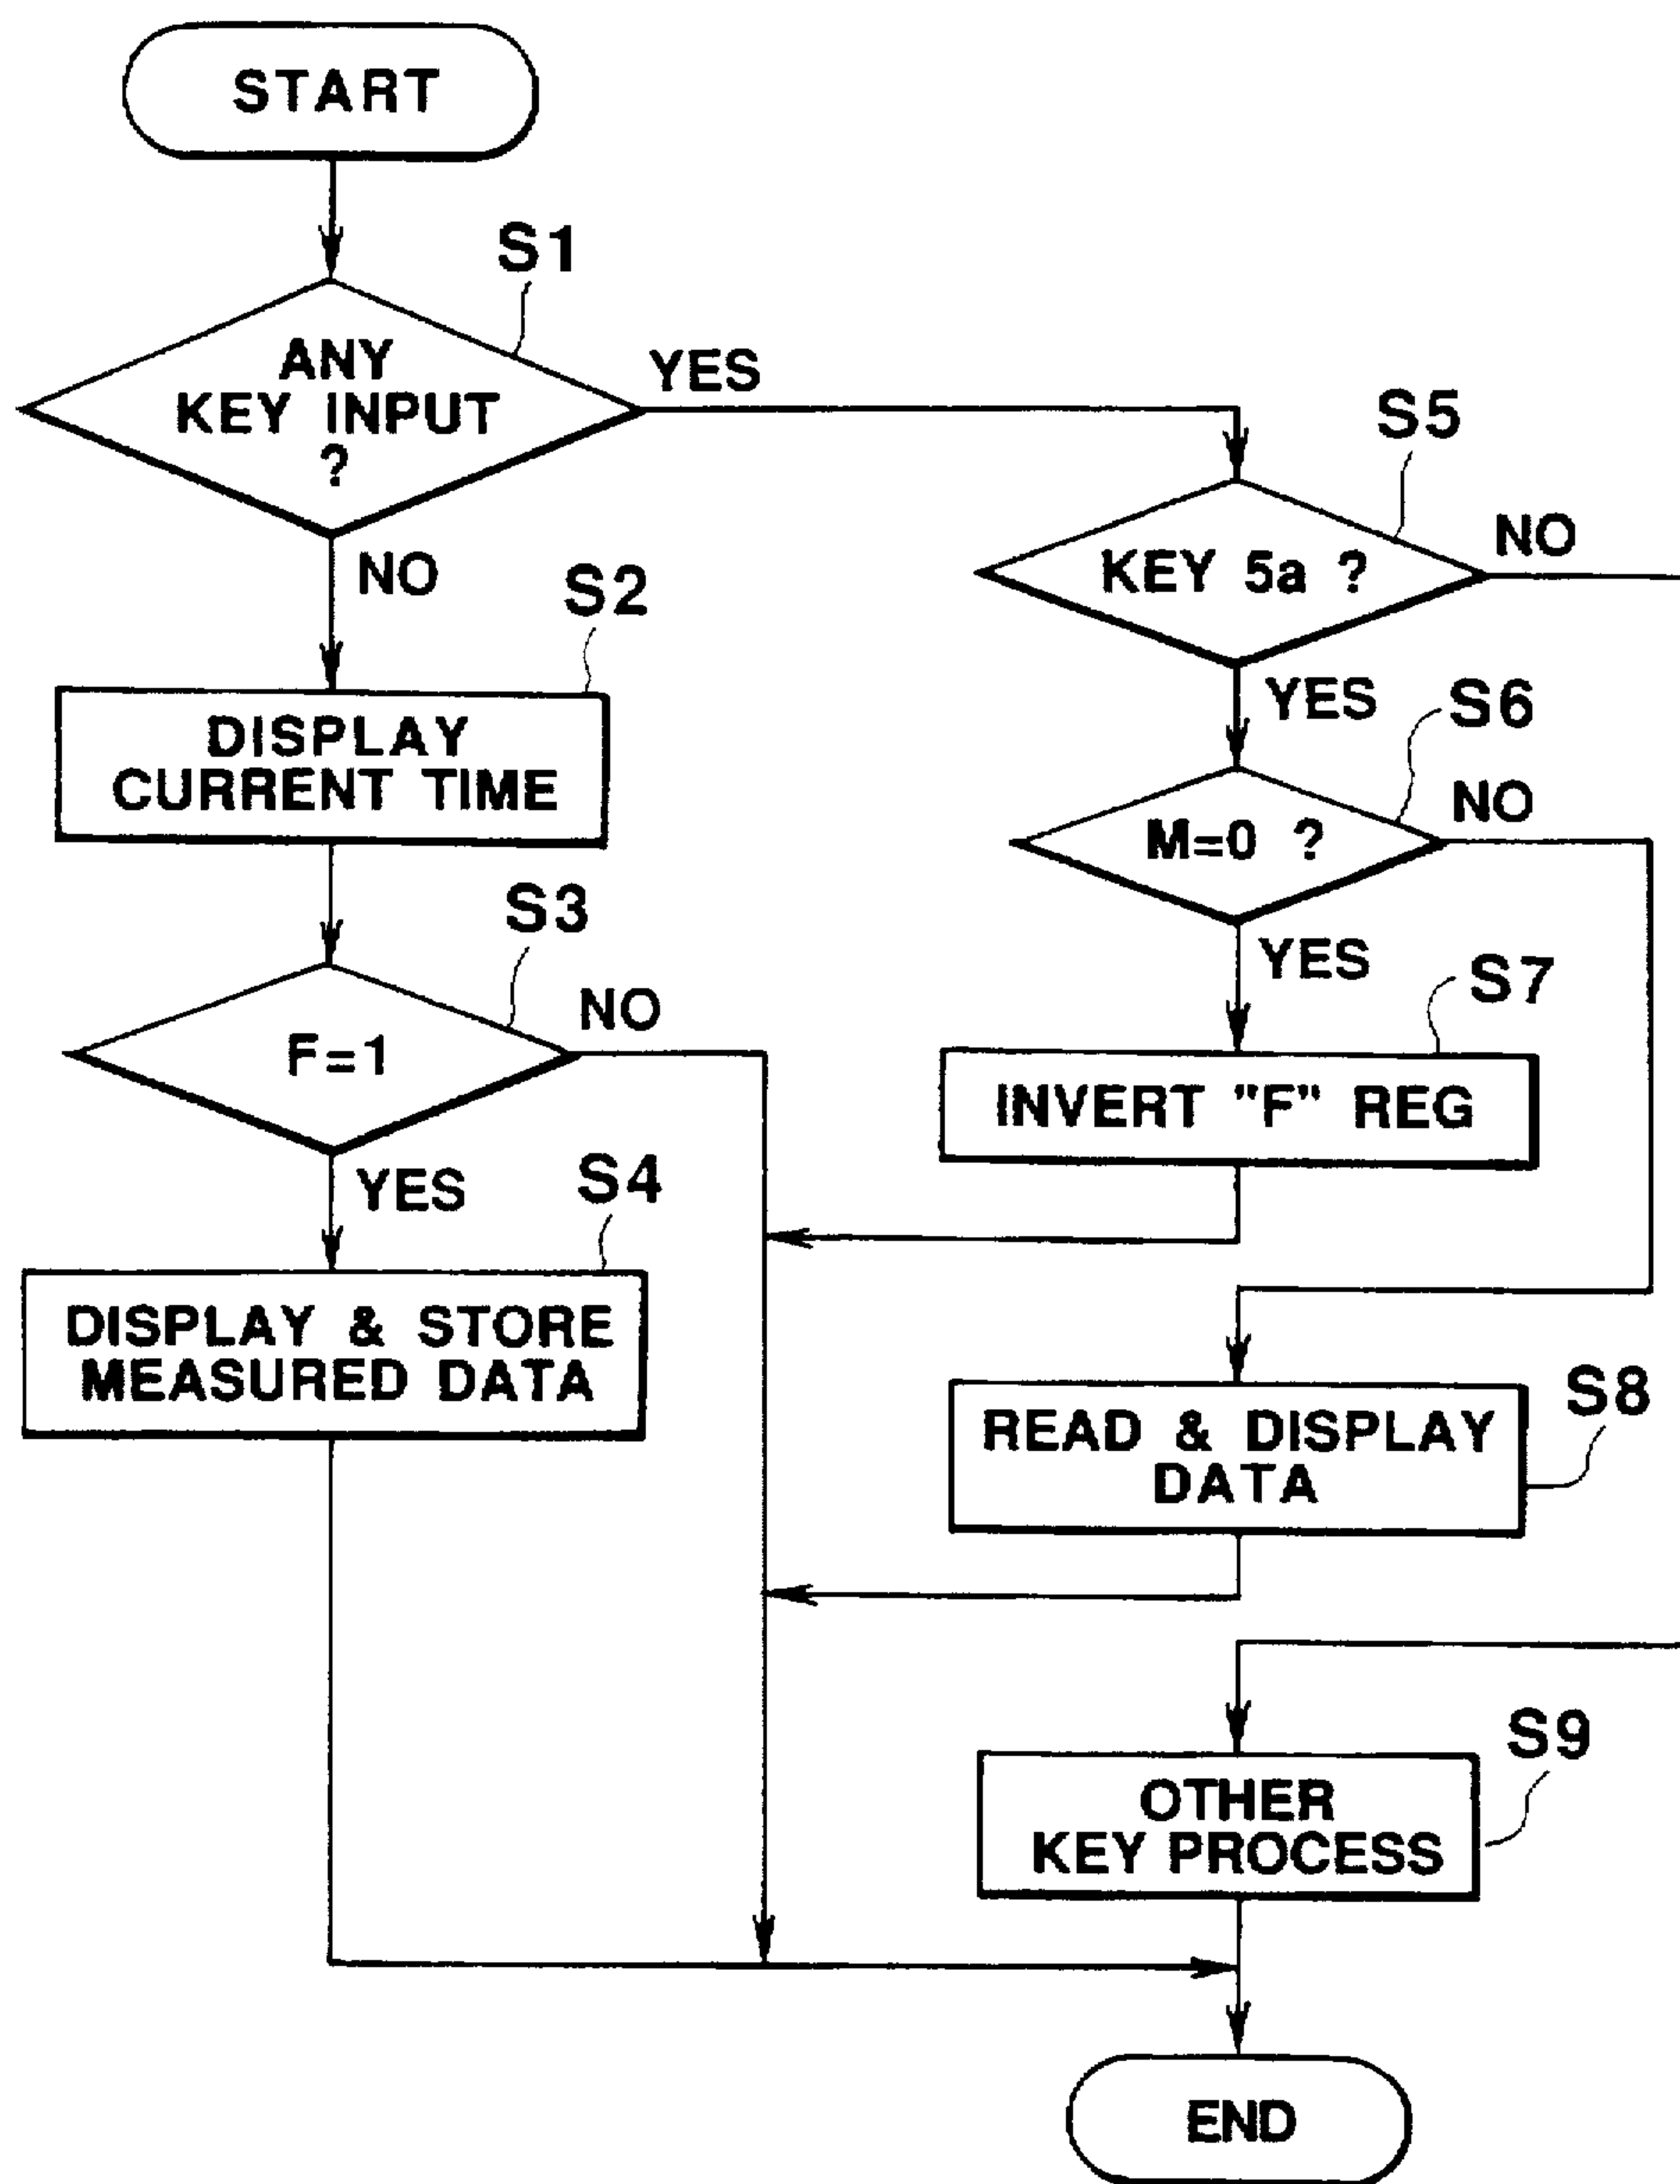 START
S1
ANY
KEY INPUT
?
YES
NO
S2
DISPLAY
CURRENT TIME
S3
F=1
NO
YES
S4
DISPLAY & STORE
MEASURED DATA
S5
KEY 5a ?
NO
YES
S6
M=0 ?
NO
YES
S7
INVERT "F" REG
S8
READ & DISPLAY
DATA
S9
OTHER
KEY PROCESS
END